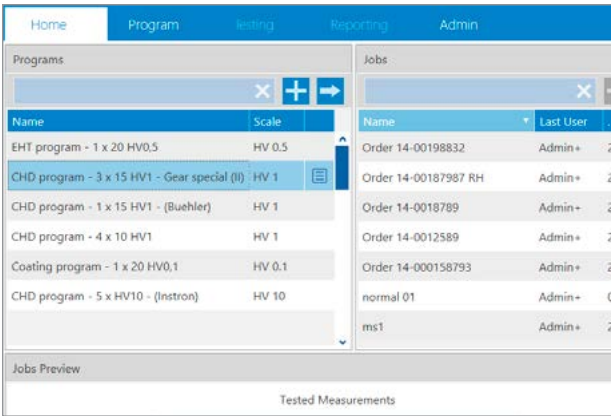 Home Program Testing Reporting Admin
Programs
Name Scale
EHT program - 1 x 20 HV0,5 HV 0.5
CHD program - 3 x 15 HV1 - Gear special (II) HV 1
CHD program - 1 x 15 HV1 - (Buehler) HV 1
CHD program - 4 x 10 HV1 HV 1
Coating program - 1 x 20 HV0,1 HV 0.1
CHD program - 5 x HV10 - (Instron) HV 10
Jobs
Name Last User
Order 14-00198832 Admin+
Order 14-00187987 RH Admin+
Order 14-0018789 Admin+
Order 14-0012589 Admin+
Order 14-000158793 Admin+
normal 01 Admin+
ms1 Admin+
Jobs Preview
Tested Measurements